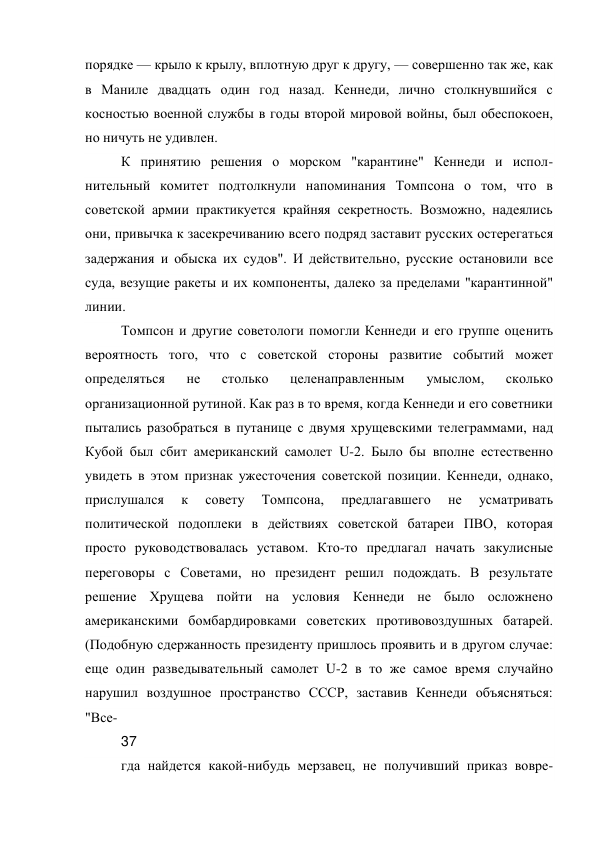 порядке — крыло к крылу, вплотную друг к другу, — совершенно так же, как
в Маниле двадцать один год назад. Кеннеди, лично столкнувшийся с
косностью военной службы в годы второй мировой войны, был обеспокоен,
но ничуть не удивлен.
К принятию решения о морском "карантине" Кеннеди и испол-
нительный комитет подтолкнули напоминания Томпсона о том, что в
советской армии практикуется крайняя секретность. Возможно, надеялись
они, привычка к засекречиванию всего подряд заставит русских остерегаться
задержания и обыска их судов". И действительно, русские остановили все
суда, везущие ракеты и их компоненты, далеко за пределами "карантинной"
линии.
Томпсон и другие советологи помогли Кеннеди и его группе оценить
вероятность того, что с советской стороны развитие событий может
определяться не столько целенаправленным умыслом, сколько
организационной рутиной. Как раз в то время, когда Кеннеди и его советники
пытались разобраться в путанице с двумя хрущевскими телеграммами, над
Кубой был сбит американский самолет U-2. Было бы вполне естественно
увидеть в этом признак ужесточения советской позиции. Кеннеди, однако,
прислушался к совету Томпсона, предлагавшего не усматривать
политической подоплеки в действиях советской батареи ПВО, которая
просто руководствовалась уставом. Кто-то предлагал начать закулисные
переговоры с Советами, но президент решил подождать. В результате
решение Хрущева пойти на условия Кеннеди не было осложнено
американскими бомбардировками советских противовоздушных батарей.
(Подобную сдержанность президенту пришлось проявить и в другом случае:
еще один разведывательный самолет U-2 в то же самое время случайно
нарушил воздушное пространство СССР, заставив Кеннеди объясняться:
"Все-
37
гда найдется какой-нибудь мерзавец, не получивший приказ вовре-